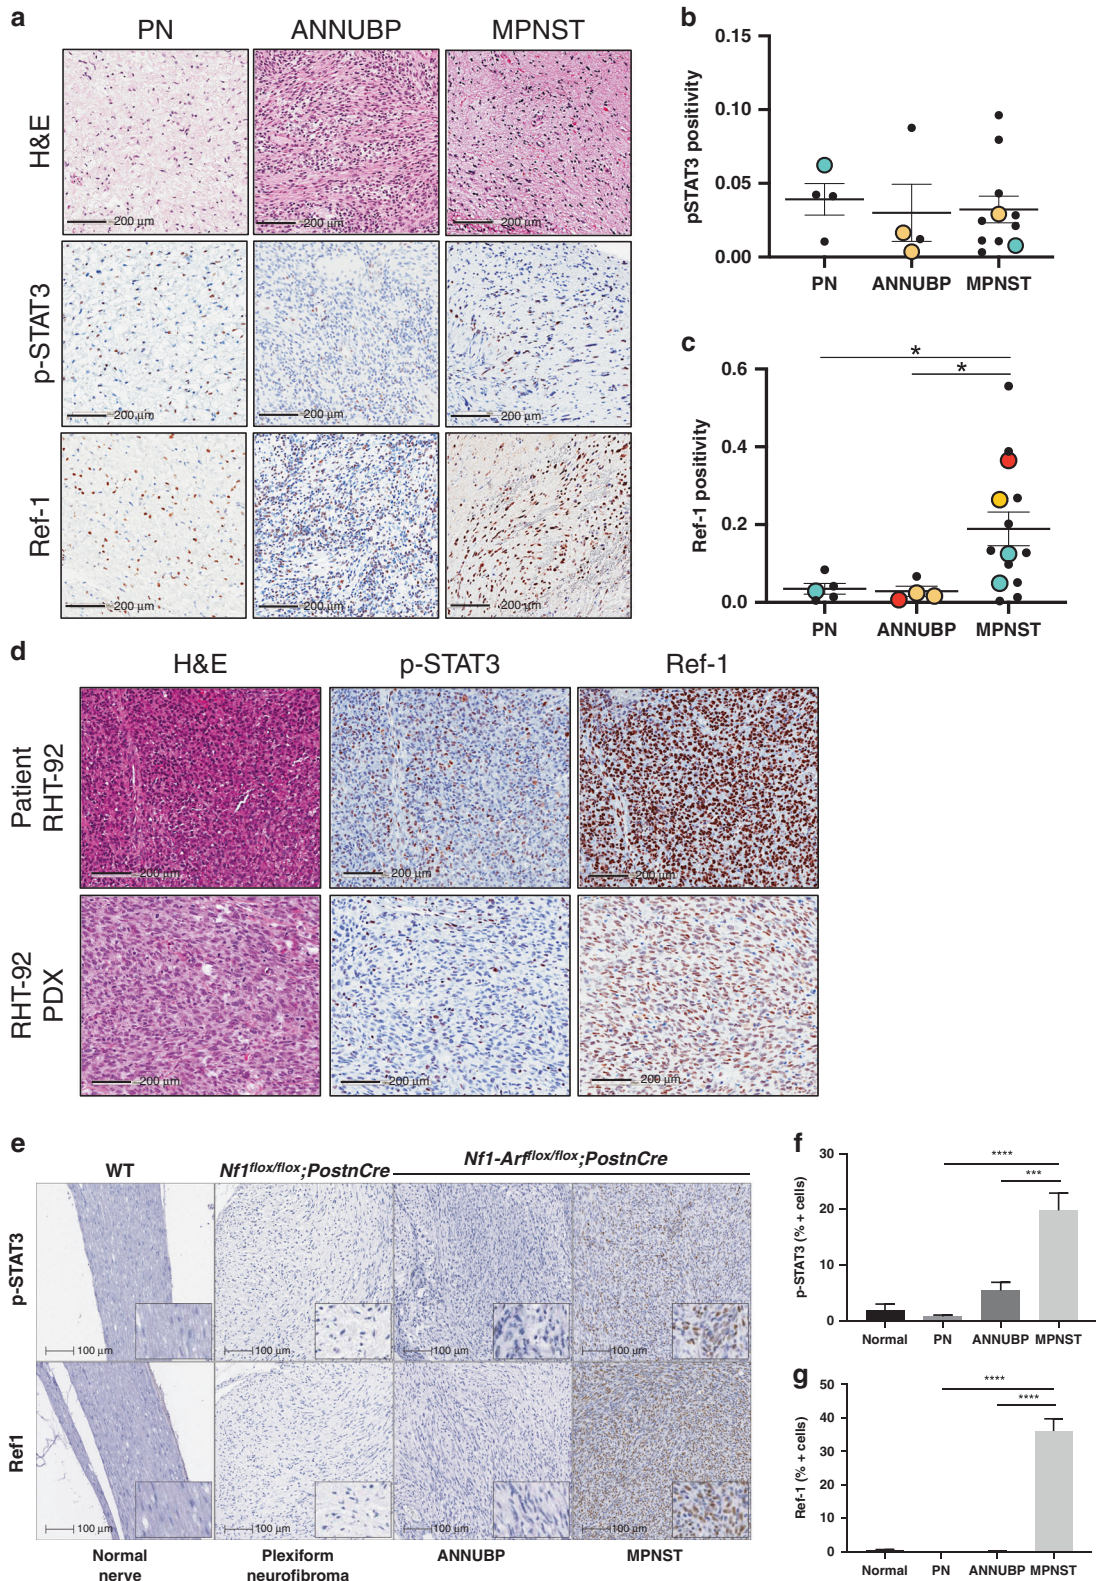 a
PN ANNUBP MPNST
H&E
200 μm 200 μm 200 μm
p-STAT3
200 μm 200 μm 200 μm
Ref-1
200 μm 200 μm 200 μm
b
pSTAT3 positivity
0.15
0.10
0.05
0.00
PN ANNUBP MPNST
c
Ref-1 positivity
* 
*
0.6
0.4
0.2
0.0
PN ANNUBP MPNST
d
H&E p-STAT3 Ref-1
Patient
RHT-92
200 μm 200 μm 200 μm
RHT-92
PDX
200 μm 200 μm 200 μm
e
WT Nf1flox/flox;PostnCre Nf1-Arfflox/flox;PostnCre
p-STAT3
100 μm 100 μm 100 μm 100 μm
Ref1
100 μm 100 μm 100 μm 100 μm
Normal
nerve
Plexiform
neurofibroma
ANNUBP
MPNST
f
p-STAT3 (% + cells)
****
***
30
20
10
0
Normal PN ANNUBP MPNST
g
Ref-1 (% + cells)
****
****
50
40
30
20
10
0
Normal PN ANNUBP MPNST